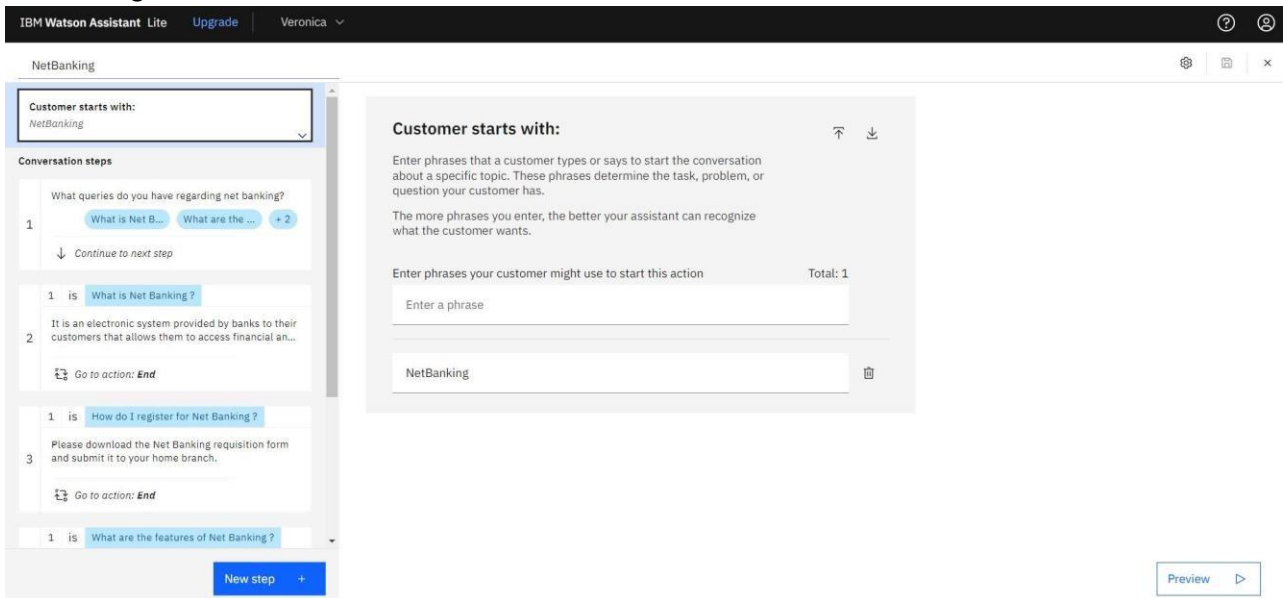 IBM Watson Assistant Lite Upgrade Veronica
NetBanking
Customer starts with:
NetBanking
Conversation steps
1
What queries do you have regarding net banking?
What is Net B... What are the ... + 2
Continue to next step
1 is What is Net Banking ?
2
It is an electronic system provided by banks to their
customers that allows them to access financial an...
Go to action: End
1 is How do I register for Net Banking ?
3
Please download the Net Banking requisition form
and submit it to your home branch.
Go to action: End
1 is What are the features of Net Banking ?
New step +
Customer starts with:
Enter phrases that a customer types or says to start the conversation
about a specific topic. These phrases determine the task, problem, or
question your customer has.
The more phrases you enter, the better your assistant can recognize
what the customer wants.
Enter phrases your customer might use to start this action Total: 1
Enter a phrase
NetBanking
Preview